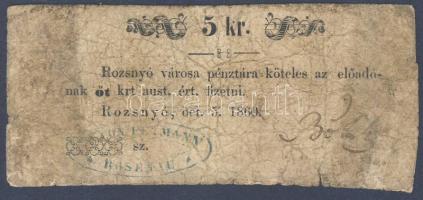 5 kr.
Rozsnyó városa pénztára köteles az előadó-
nak öt krt aust. ért. fizetni.
Rozsnyó, oct. 5. 1860.
sz.
ROSENAU